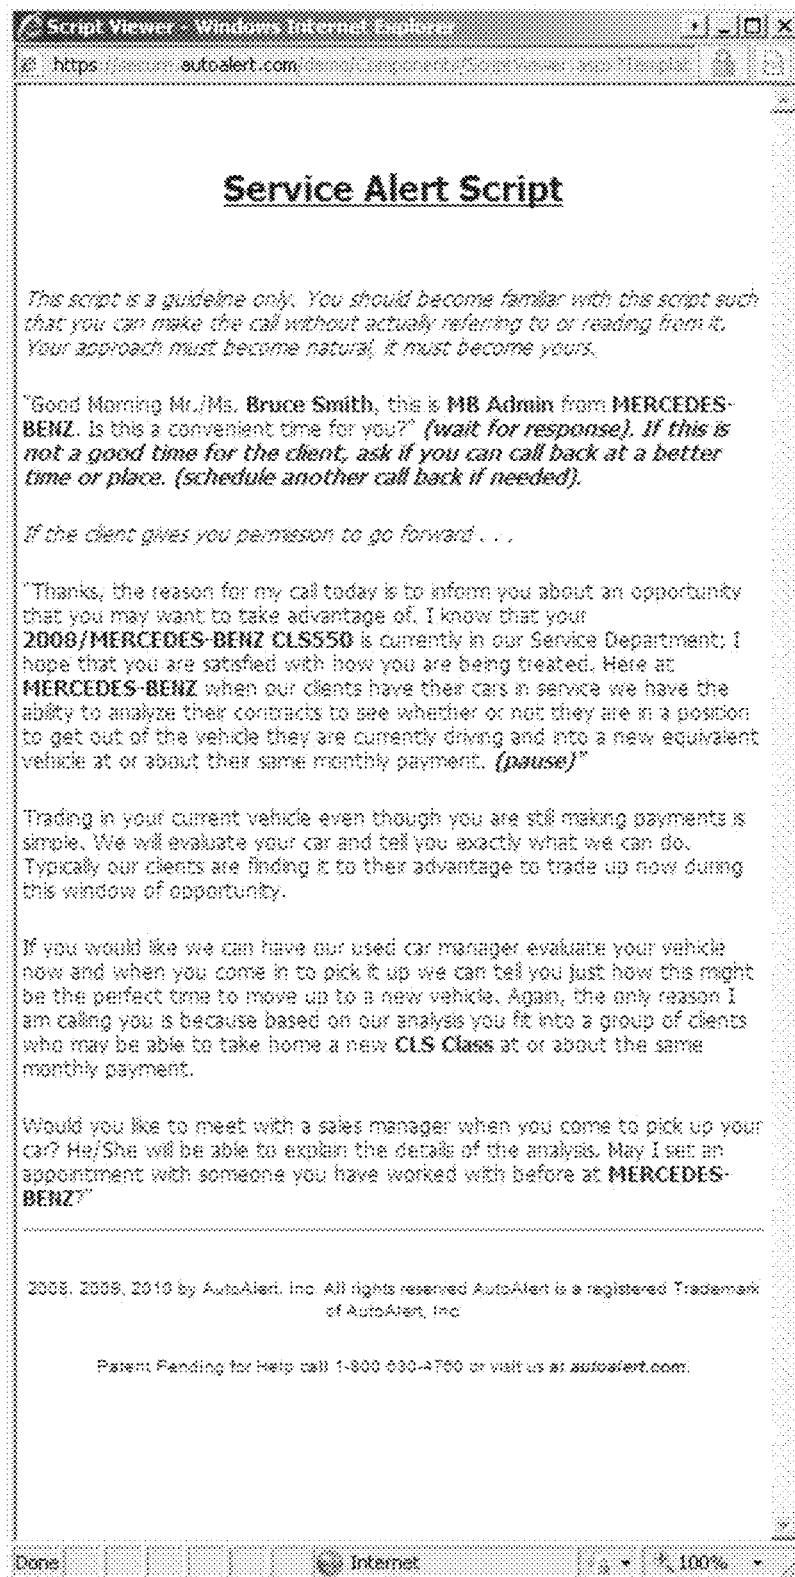 Script Viewer - Windows Internet Explorer
https://secure.autoalert.com/demo/Components/ScriptViewer.aspx?Templat
Service Alert Script
This script is a guideline only. You should become familiar with this script such
that you can make the call without actually referring to or reading from it.
Your approach must become natural, it must become yours.
"Good Morning Mr./Ms. Bruce Smith, this is MB Admin from MERCEDES-
BENZ. Is this a convenient time for you?" (wait for response). If this is
not a good time for the client, ask if you can call back at a better
time or place. (schedule another call back if needed).
If the client gives you permission to go forward . . .
"Thanks, the reason for my call today is to inform you about an opportunity
that you may want to take advantage of. I know that your
2008/MERCEDES-BENZ CLS550 is currently in our Service Department; I
hope that you are satisfied with how you are being treated. Here at
MERCEDES-BENZ when our clients have their cars in service we have the
ability to analyze their contracts to see whether or not they are in a position
to get out of the vehicle they are currently driving and into a new equivalent
vehicle at or about their same monthly payment. (pause)"
Trading in your current vehicle even though you are still making payments is
simple. We will evaluate your car and tell you exactly what we can do.
Typically our clients are finding it to their advantage to trade up now during
this window of opportunity.
If you would like we can have our used car manager evaluate your vehicle
now and when you come in to pick it up we can tell you just how this might
be the perfect time to move up to a new vehicle. Again, the only reason I
am calling you is because based on our analysis you fit into a group of clients
who may be able to take home a new CLS Class at or about the same
monthly payment.
Would you like to meet with a sales manager when you come to pick up your
car? He/She will be able to explain the details of the analysis. May I set an
appointment with someone you have worked with before at MERCEDES-
BENZ?"
2008, 2009, 2010 by AutoAlert, Inc. All rights reserved AutoAlert is a registered Trademark
of AutoAlert, Inc
Patent Pending for Help call 1-800 or visit us at autoalert.com.
Done
Internet
100%